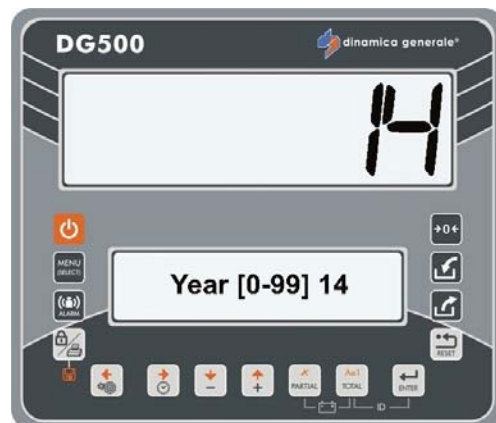 DG500
dinamica generale®
14
→0←
MENU
(SELECT)
Year [0-99] 14
ALARM
RESET
PARTIAL
TOTAL
ENTER
ID